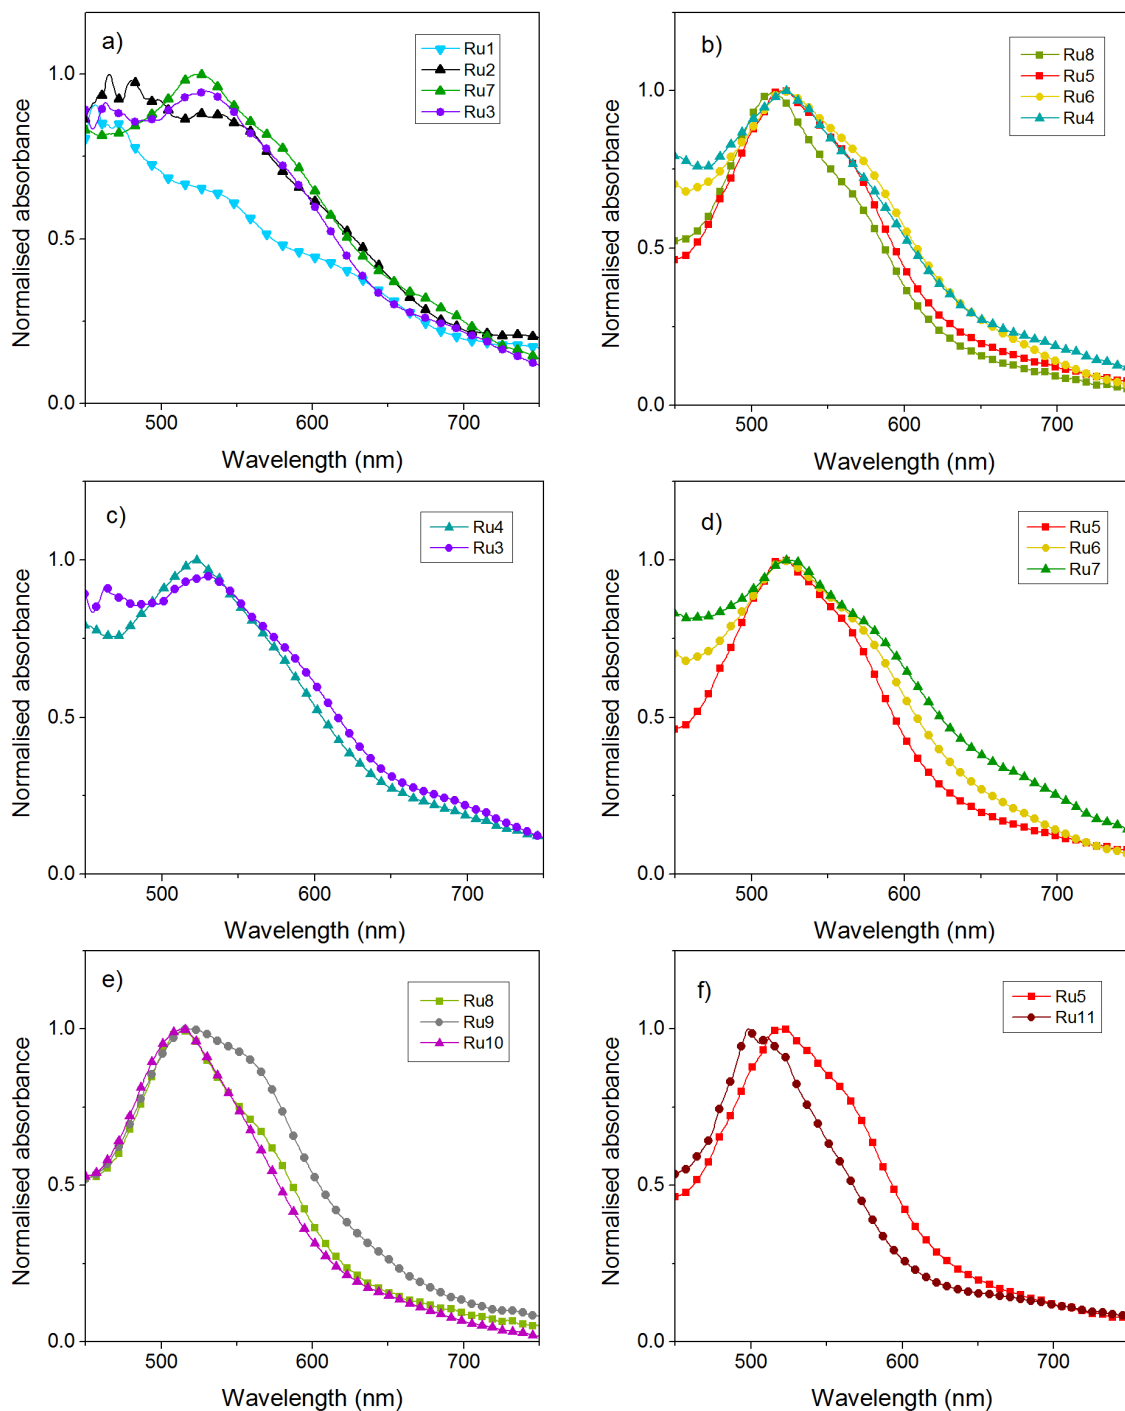 a)
Ru1
Ru2
Ru7
Ru3
1.0
0.5
0.0
500
600
700
Normalised absorbance
Wavelength (nm)
b)
Ru8
Ru5
Ru6
Ru4
1.0
0.5
0.0
500
600
700
Normalised absorbance
Wavelength (nm)
c)
Ru4
Ru3
1.0
0.5
0.0
500
600
700
Normalised absorbance
Wavelength (nm)
d)
Ru5
Ru6
Ru7
1.0
0.5
0.0
500
600
700
Normalised absorbance
Wavelength (nm)
e)
Ru8
Ru9
Ru10
1.0
0.5
0.0
500
600
700
Normalised absorbance
Wavelength (nm)
f)
Ru5
Ru11
1.0
0.5
0.0
500
600
700
Normalised absorbance
Wavelength (nm)